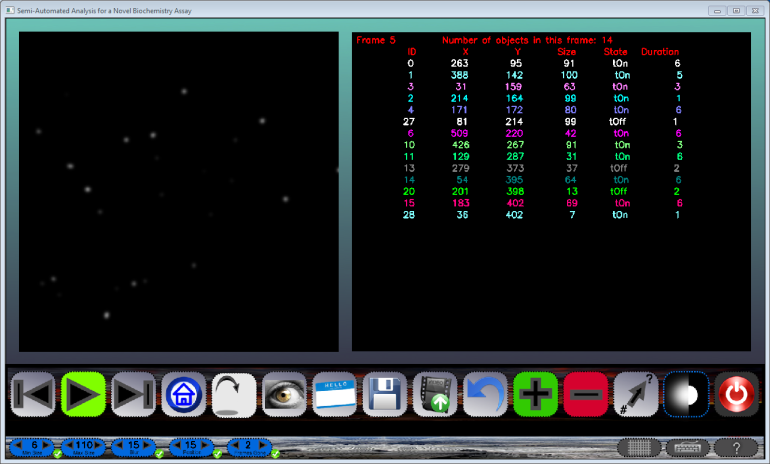 Semi-Automated Analysis for a Novel Biochemistry Assay
Frame 5 Number of objects in this frame: 14
ID X Y Size State Duration
0 263 95 91 tOn 6
1 388 142 100 tOn 5
3 31 159 63 tOn 3
2 214 164 99 tOn 1
4 171 172 80 tOn 6
27 81 214 99 tOff 1
6 509 220 42 tOn 6
10 426 267 91 tOn 3
11 129 287 31 tOn 6
13 279 373 37 tOff 2
14 54 395 64 tOn 6
20 201 398 13 tOff 2
15 183 402 89 tOn 6
28 36 402 7 tOn 1
HELLO
?
#
6 110 15 15 2
Min Size Max Size Blur
?